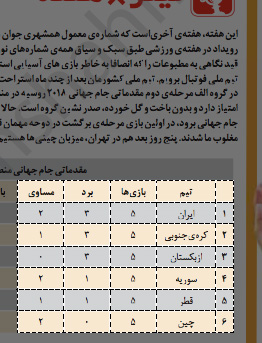 این هفته، هفته‌ی آخری است که شماره‌ی معمول همشهری جوان
رویداد در هفته‌ی ورزشی طبق سبک و سیاق همه‌ی شماره‌های
قید نگاهی به مطبوعات را که اتفاقا به خاطر بازی های آسیایی
تیم ملی فوتبال برویم. تیم ملی کشورمان بعد از چند ماه استراحت
در گروه الف مرحله‌ی دوم مقدماتی جام جهانی ۲۰۱۸ روسیه در
امتیاز دارد و بدون باخت و گل خورده، صدرنشین گروه است. حالا
جام جهانی برود، در اولین بازی مرحله‌ی برگشت در دوحه مهمان
مغلوب ما شدند. پنج روز بعد هم در تهران، میزبان چینی‌ها هستیم
مقدماتی جام جهانی
تیم بازی‌ها برد مساوی
۱ ایران ۵ ۳ ۲
۲ کره‌ی جنوبی ۵ ۳ ۱
۳ ازبکستان ۵ ۳ ۰
۴ سوریه ۵ ۱ ۲
۵ قطر ۵ ۱ ۱
۶ چین ۵ ۰ ۲